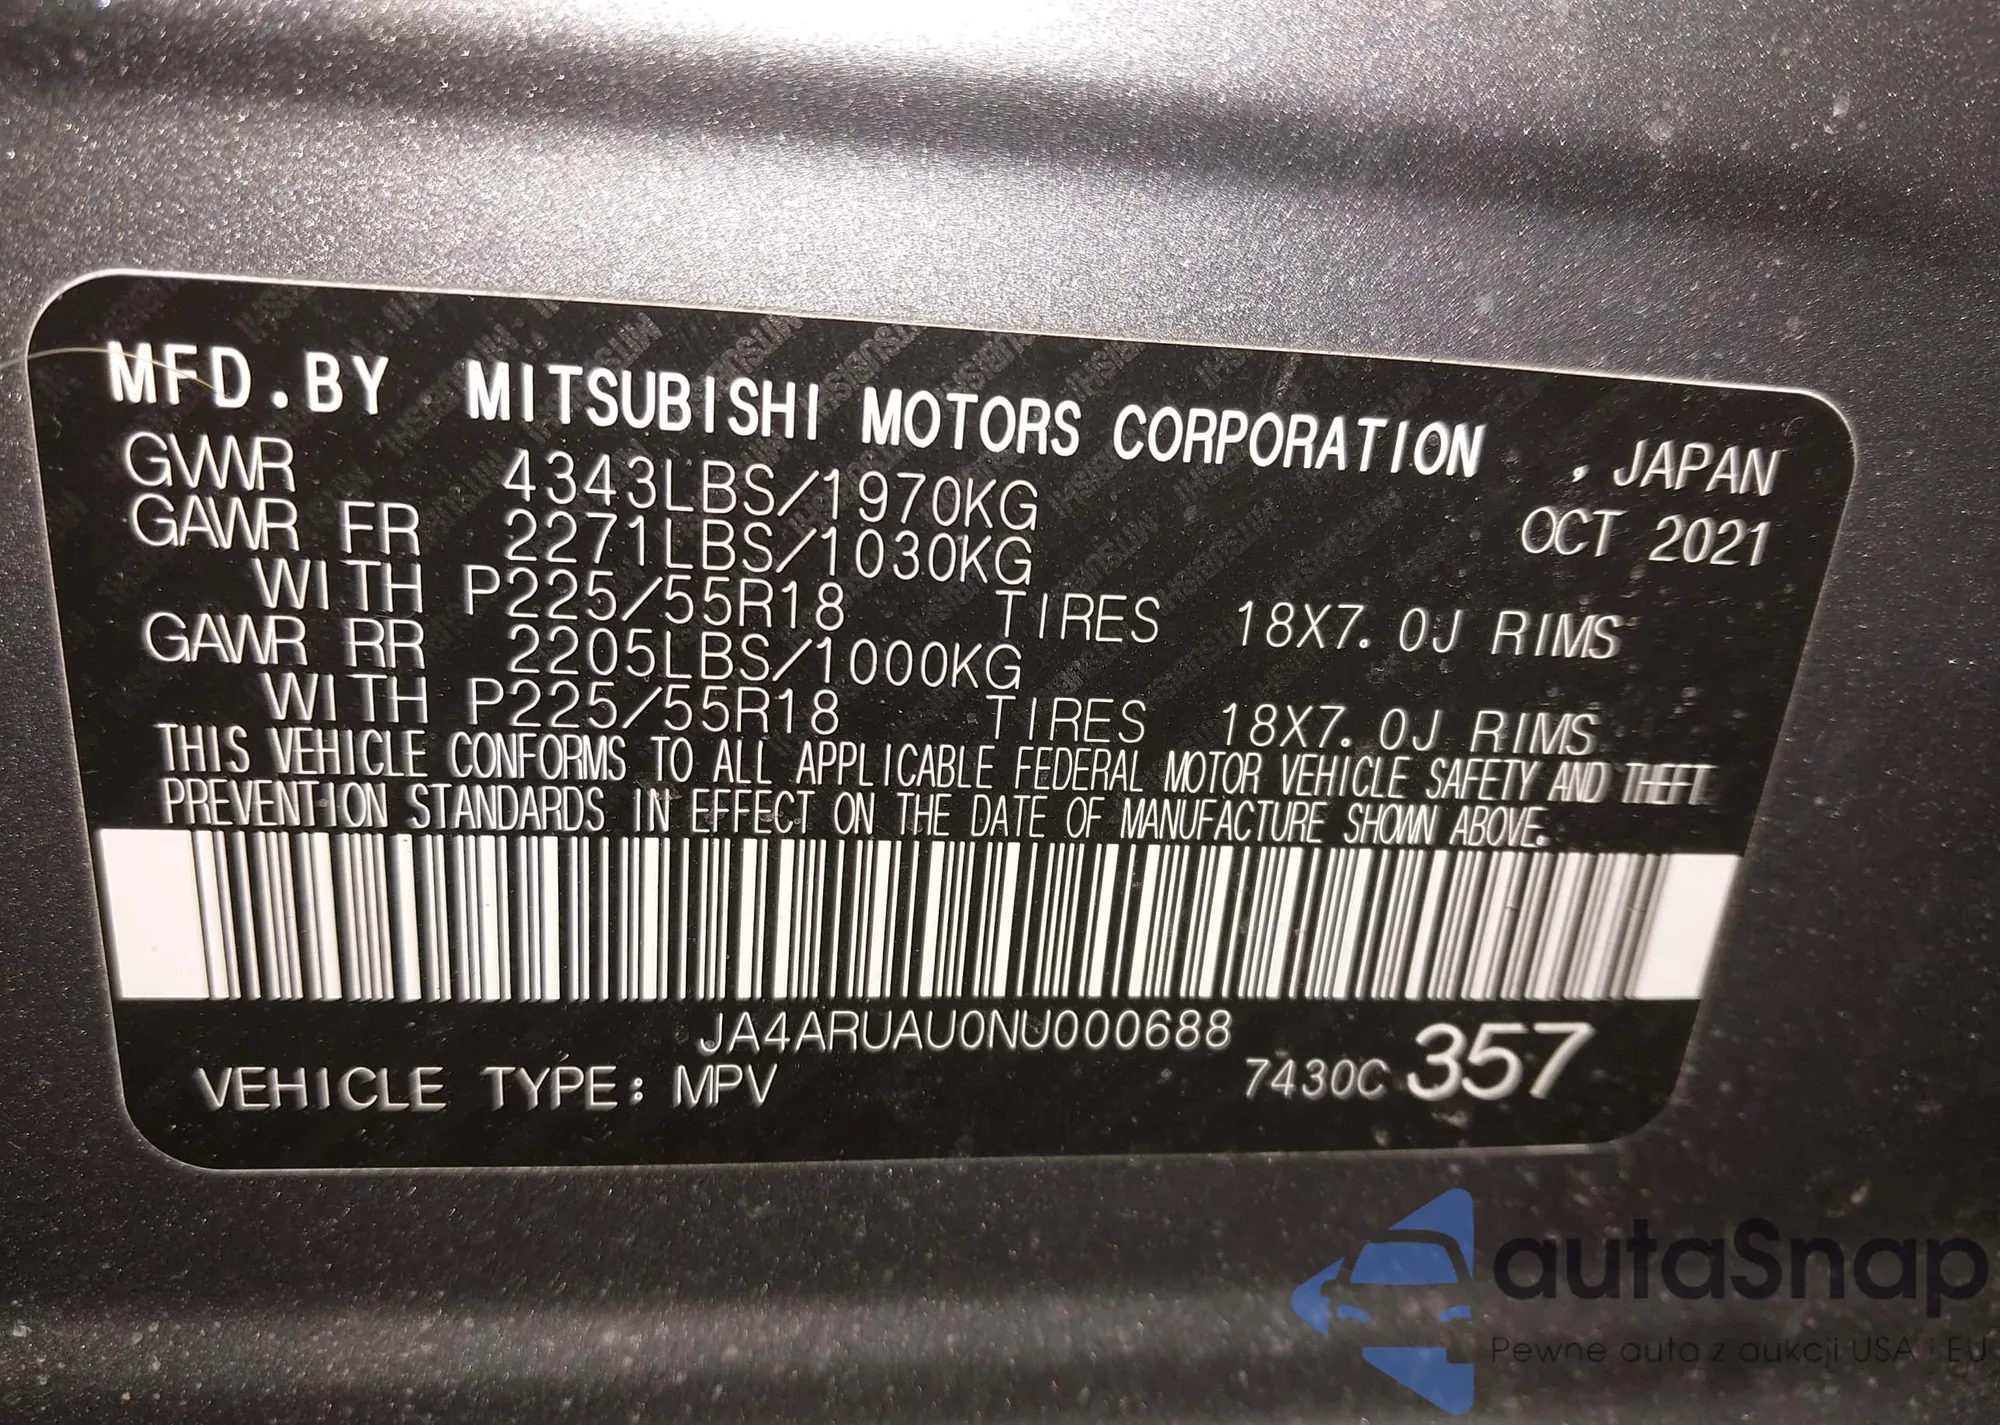 MFD.BY MITSUBISHI MOTORS CORPORATION , JAPAN
GVWR 4343LBS/1970KG OCT 2021
GAWR FR 2271LBS/1030KG
WITH P225/55R18 TIRES 18X7.0J RIMS
GAWR RR 2205LBS/1000KG
WITH P225/55R18 TIRES 18X7.0J RIMS
THIS VEHICLE CONFORMS TO ALL APPLICABLE FEDERAL MOTOR VEHICLE SAFETY AND THEFT
PREVENTION STANDARDS IN EFFECT ON THE DATE OF MANUFACTURE SHOWN ABOVE.
JA4ARUAU0NU000688
VEHICLE TYPE: MPV 7430C 357
autaSnap
Pewne auta z aukcji USA i EU